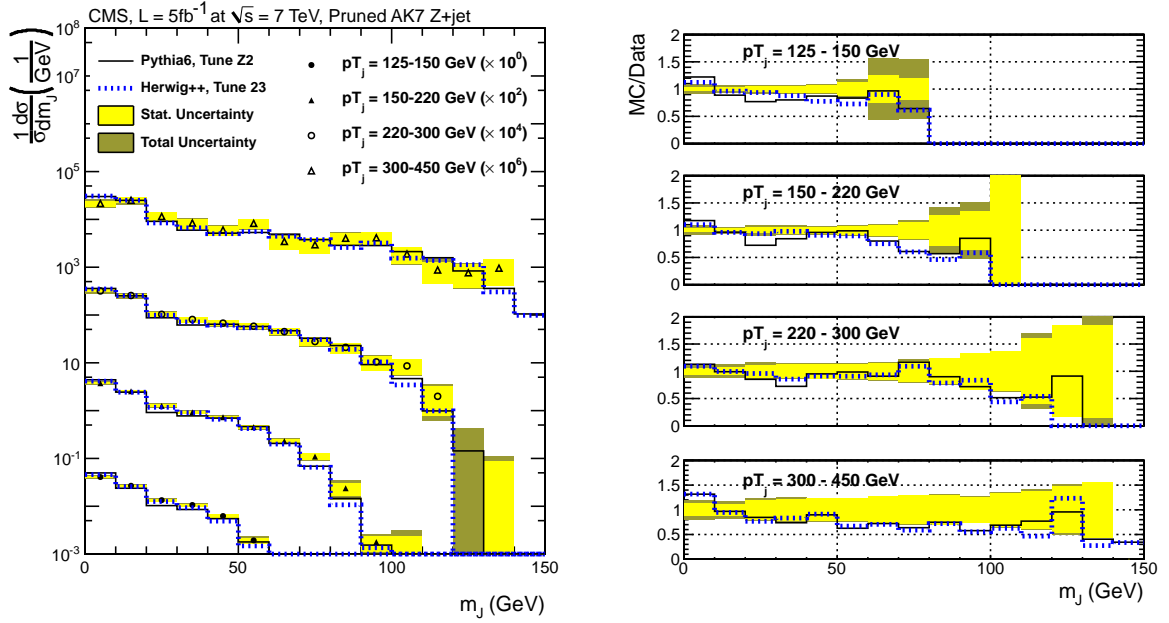 CMS, L = 5fb⁻¹ at √s = 7 TeV, Pruned AK7 Z+jet
1/σ dσ/dm_J (1/GeV)
10⁸
10⁷
10⁵
10³
10
10⁻¹
10⁻³
Pythia6, Tune Z2
Herwig++, Tune 23
Stat. Uncertainty
Total Uncertainty
pT_j = 125-150 GeV (× 10⁰)
pT_j = 150-220 GeV (× 10²)
pT_j = 220-300 GeV (× 10⁴)
pT_j = 300-450 GeV (× 10⁶)
0 50 100 150
m_J (GeV)
MC/Data
pT_j = 125 - 150 GeV
2
1.5
1
0.5
0
pT_j = 150 - 220 GeV
2
1.5
1
0.5
0
pT_j = 220 - 300 GeV
2
1.5
1
0.5
0
pT_j = 300 - 450 GeV
2
1.5
1
0.5
0 50 100 150
m_J (GeV)